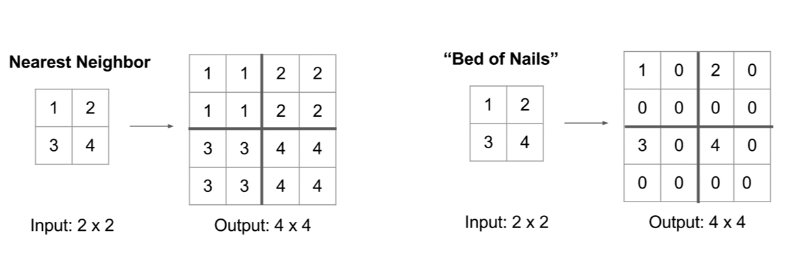 Nearest Neighbor
1 2
3 4
1 1 2 2
1 1 2 2
3 3 4 4
3 3 4 4
Input: 2 x 2
Output: 4 x 4
“Bed of Nails”
1 2
3 4
1 0 2 0
0 0 0 0
3 0 4 0
0 0 0 0
Input: 2 x 2
Output: 4 x 4